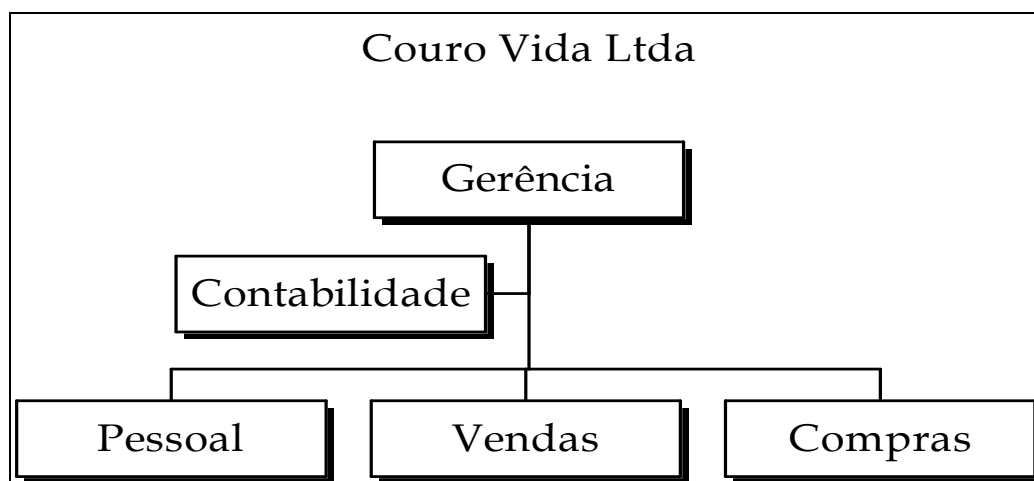 Couro Vida Ltda
Gerência
Contabilidade
Pessoal
Vendas
Compras